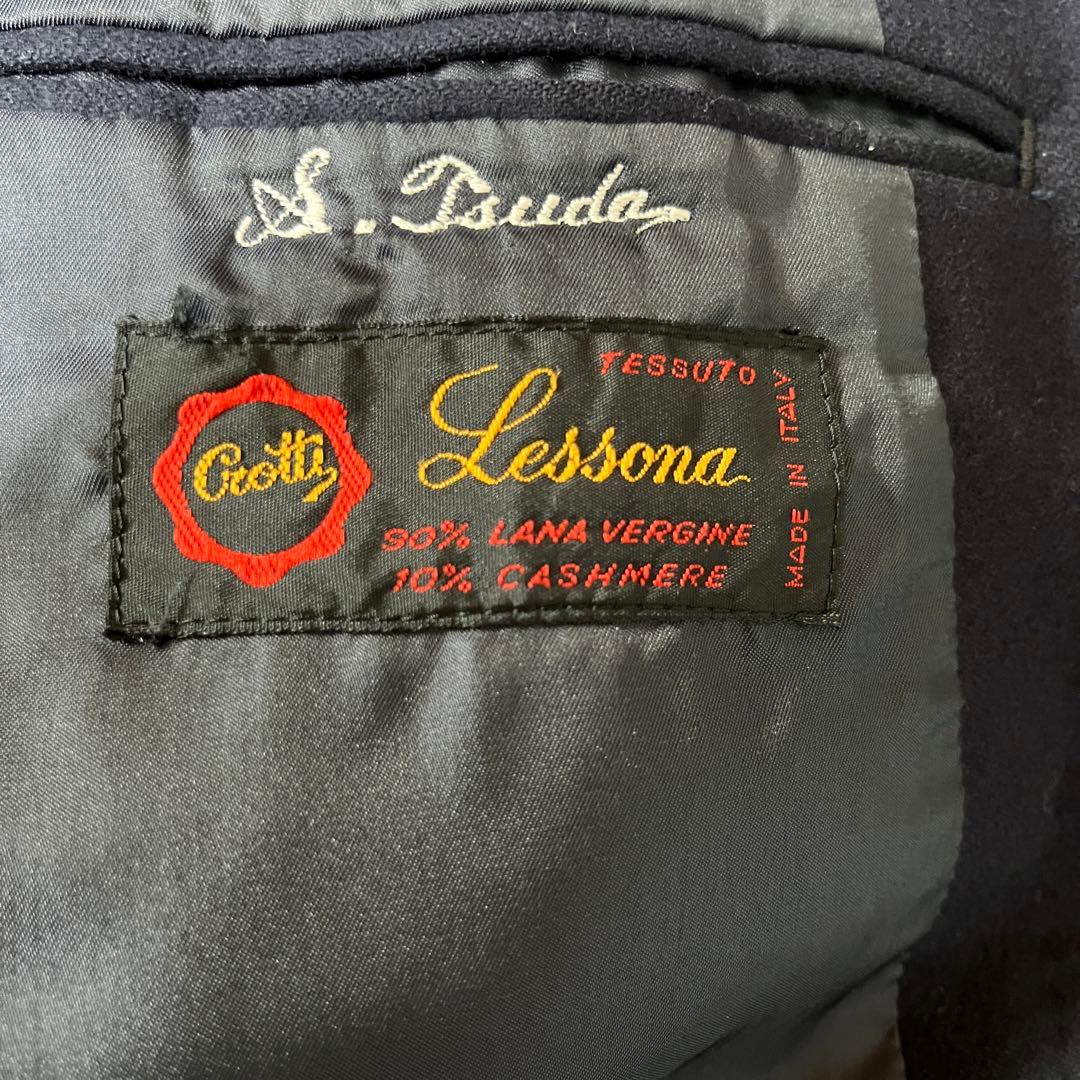 S. Tsuda
TESSUTO
Lessona
Crotti
90% LANA VERGINE
10% CASHMERE
MADE IN ITALY